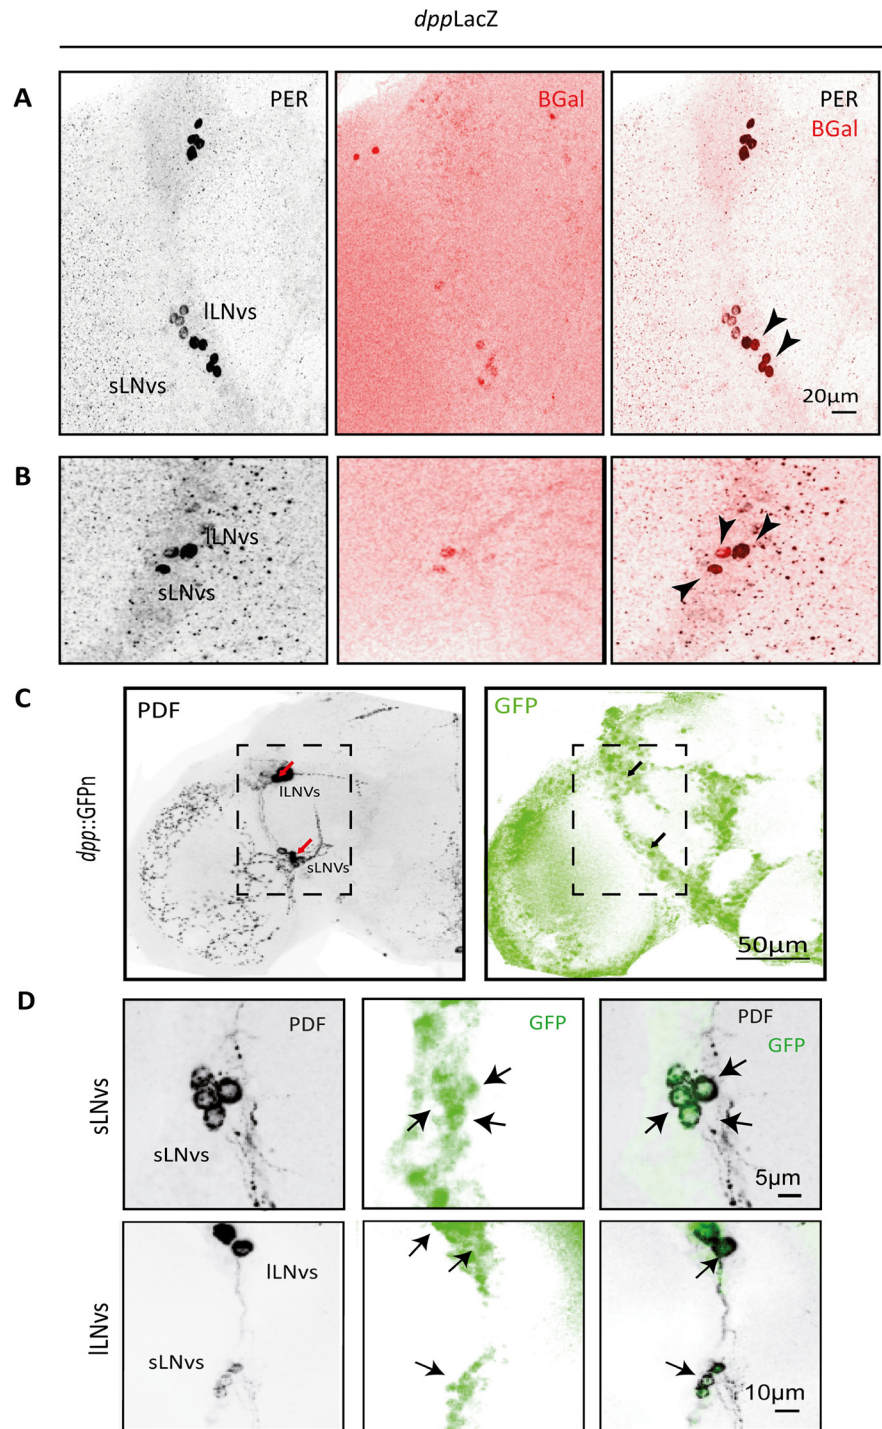 dppLacZ
A
PER
BGal
PER
BGal
lLNvs
sLNvs
20µm
B
lLNvs
sLNvs
C
PDF
GFP
dpp::GFPn
lLNVs
sLNVs
50µm
D
PDF
GFP
PDF
GFP
sLNvs
sLNvs
5µm
lLNvs
lLNvs
sLNvs
10µm